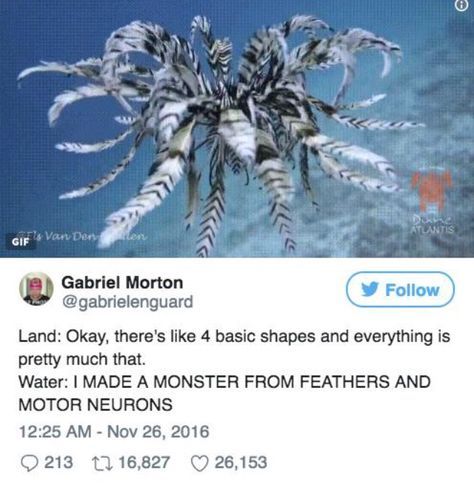 GIF
Els Van Den
Dune
ATLANTIS
Gabriel Morton
@gabrielenguard
Follow
Land: Okay, there's like 4 basic shapes and everything is
pretty much that.
Water: I MADE A MONSTER FROM FEATHERS AND
MOTOR NEURONS
12:25 AM - Nov 26, 2016
213 16,827 26,153